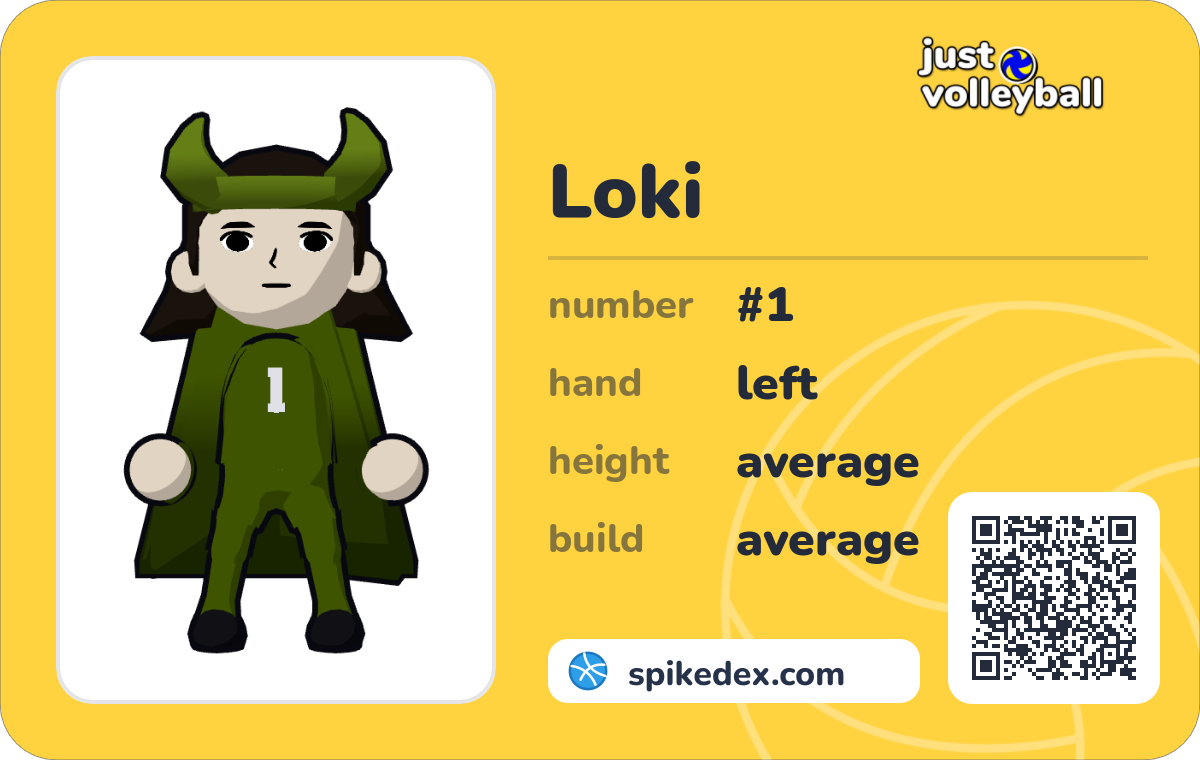 just
volleyball
Loki
number #1
hand left
height average
build average
1
spikedex.com